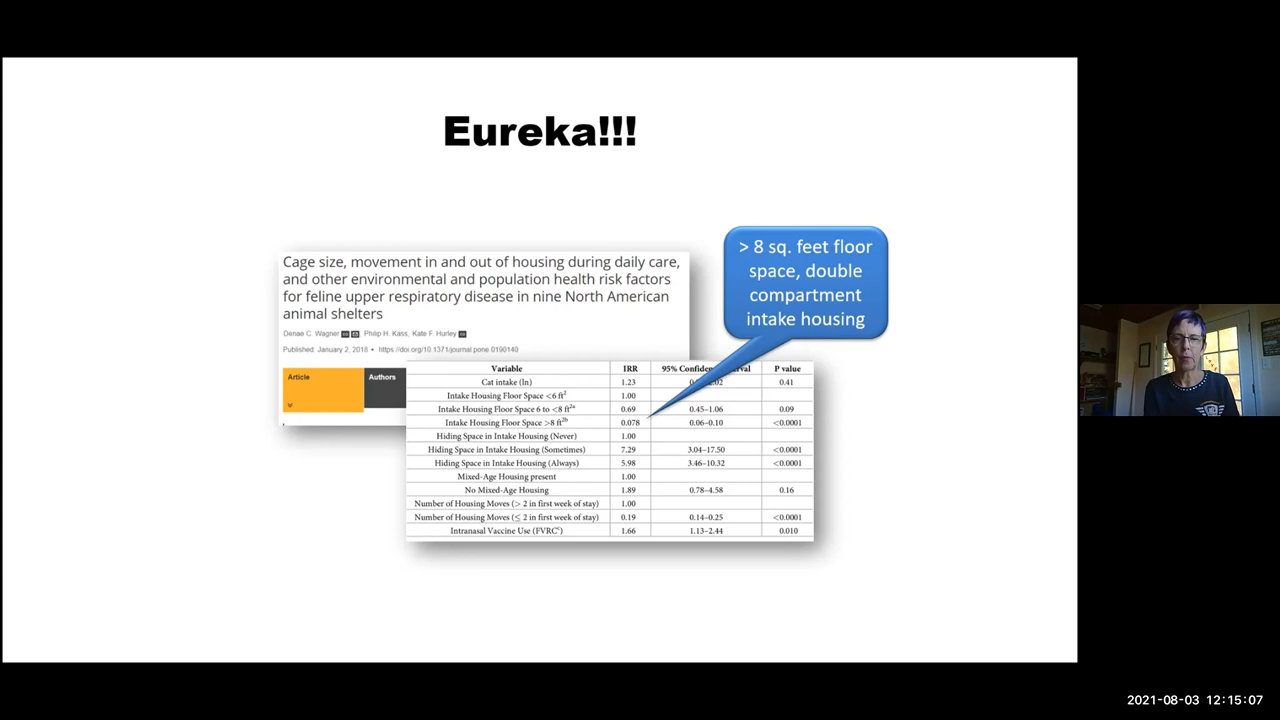 Eureka!!!
Cage size, movement in and out of housing during daily care,
and other environmental and population health risk factors
for feline upper respiratory disease in nine North American
animal shelters
Denae C. Wagner, Philip H. Kass, Kate F. Hurley
Published: January 2, 2018 • https://doi.org/10.1371/journal.pone.0190140
Article
Authors
> 8 sq. feet floor
space, double
compartment
intake housing
Variable IRR 95% Confiden P value
Cat intake (ln) 1.23 0.41
Intake Housing Floor Space <6 ft² 1.00
Intake Housing Floor Space 6 to <8 ft²ᵃ 0.69 0.45–1.06 0.09
Intake Housing Floor Space >8 ft²ᵇ 0.078 0.06–0.10 <0.0001
Hiding Space in Intake Housing (Never) 1.00
Hiding Space in Intake Housing (Sometimes) 7.29 3.04–17.50 <0.0001
Hiding Space in Intake Housing (Always) 5.98 3.46–10.32 <0.0001
Mixed-Age Housing present 1.00
No Mixed-Age Housing 1.89 0.78–4.58 0.16
Number of Housing Moves (> 2 in first week of stay) 1.00
Number of Housing Moves (≤ 2 in first week of stay) 0.19 0.14–0.25 <0.0001
Intranasal Vaccine Use (FVRCᶜ) 1.66 1.13–2.44 0.010
2021-08-03 12:15:07